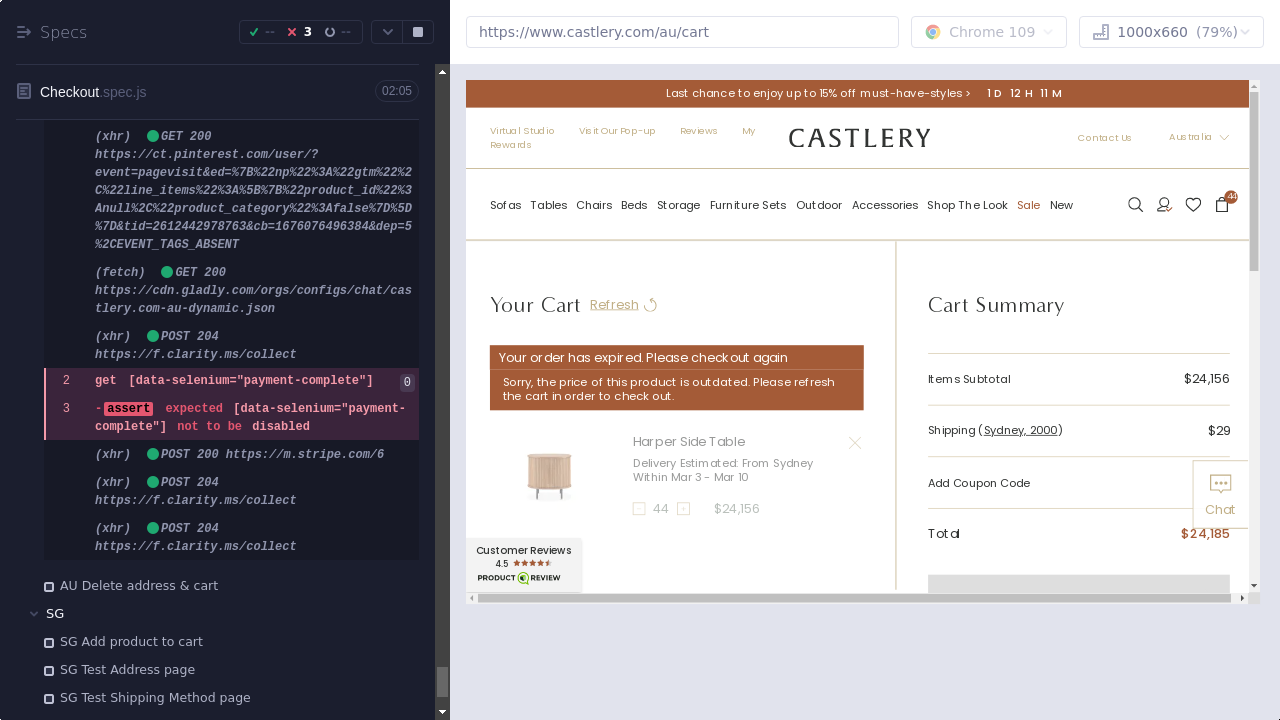 Specs
--
3
--
Checkout.spec.js
02:05
(xhr) GET 200
https://ct.pinterest.com/user/?
event=pagevisit&ed=%7B%22np%22%3A%22gtm%22%2
C%22line_items%22%3A%5B%7B%22product_id%22%3
Anull%2C%22product_category%22%3Afalse%7D%5D
%7D&tid=2612442978763&cb=1676076496384&dep=5
%2CEVENT_TAGS_ABSENT
(fetch) GET 200
https://cdn.gladly.com/orgs/configs/chat/cas
tlery.com-au-dynamic.json
(xhr) POST 204
https://f.clarity.ms/collect
2 get [data-selenium="payment-complete"] 0
3 -assert expected [data-selenium="payment-
complete"] not to be disabled
(xhr) POST 200 https://m.stripe.com/6
(xhr) POST 204
https://f.clarity.ms/collect
(xhr) POST 204
https://f.clarity.ms/collect
AU Delete address & cart
SG
SG Add product to cart
SG Test Address page
SG Test Shipping Method page
https://www.castlery.com/au/cart
Chrome 109
1000x660 (79%)
Last chance to enjoy up to 15% off must-have-styles > 1 D 12 H 11 M
Virtual Studio Visit Our Pop-up Reviews My
Rewards
CASTLERY
Contact Us
Australia
Sofas Tables Chairs Beds Storage Furniture Sets Outdoor Accessories Shop The Look Sale New
44
Your Cart Refresh
Your order has expired. Please checkout again
Sorry, the price of this product is outdated. Please refresh
the cart in order to check out.
Harper Side Table
Delivery Estimated: From Sydney
Within Mar 3 - Mar 10
- 44 + $24,156
Customer Reviews
4.5
PRODUCT REVIEW
Cart Summary
Items Subtotal $24,156
Shipping (Sydney, 2000) $29
Add Coupon Code
Chat
Total $24,185